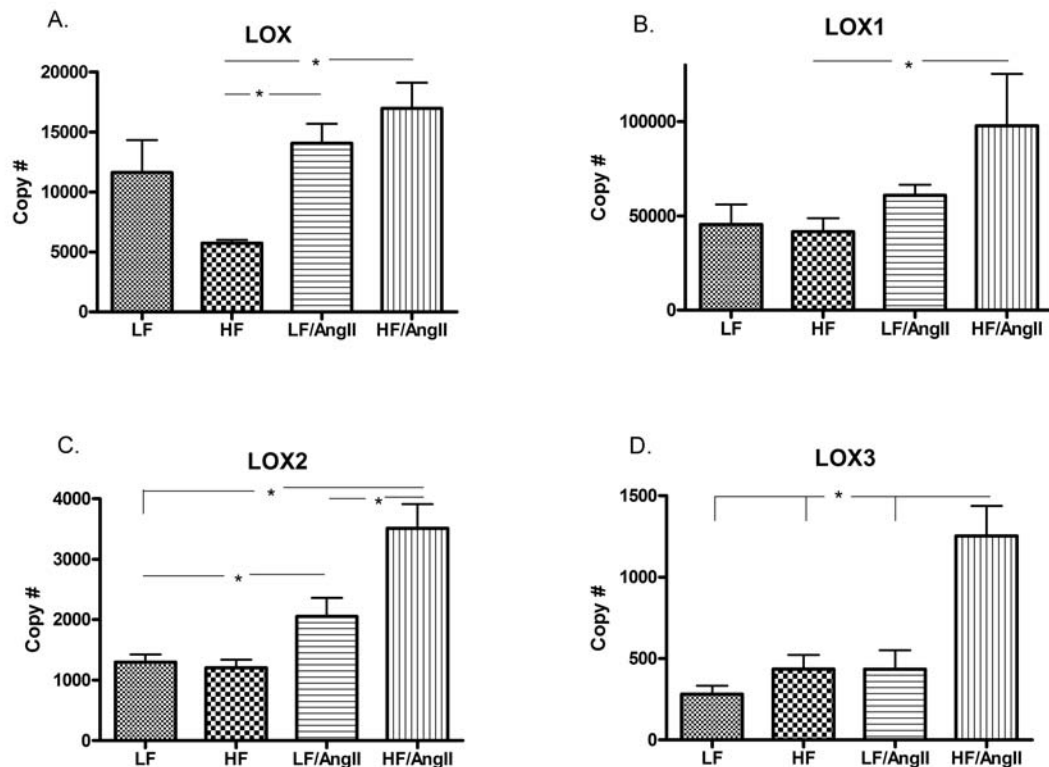 A.
LOX
*
*
20000
15000
10000
5000
0
Copy #
LF HF LF/AngII HF/AngII
B.
LOX1
*
100000
50000
0
Copy #
LF HF LF/AngII HF/AngII
C.
LOX2
*
*
*
4000
3000
2000
1000
0
Copy #
LF HF LF/AngII HF/AngII
D.
LOX3
*
1500
1000
500
0
Copy #
LF HF LF/AngII HF/AngII